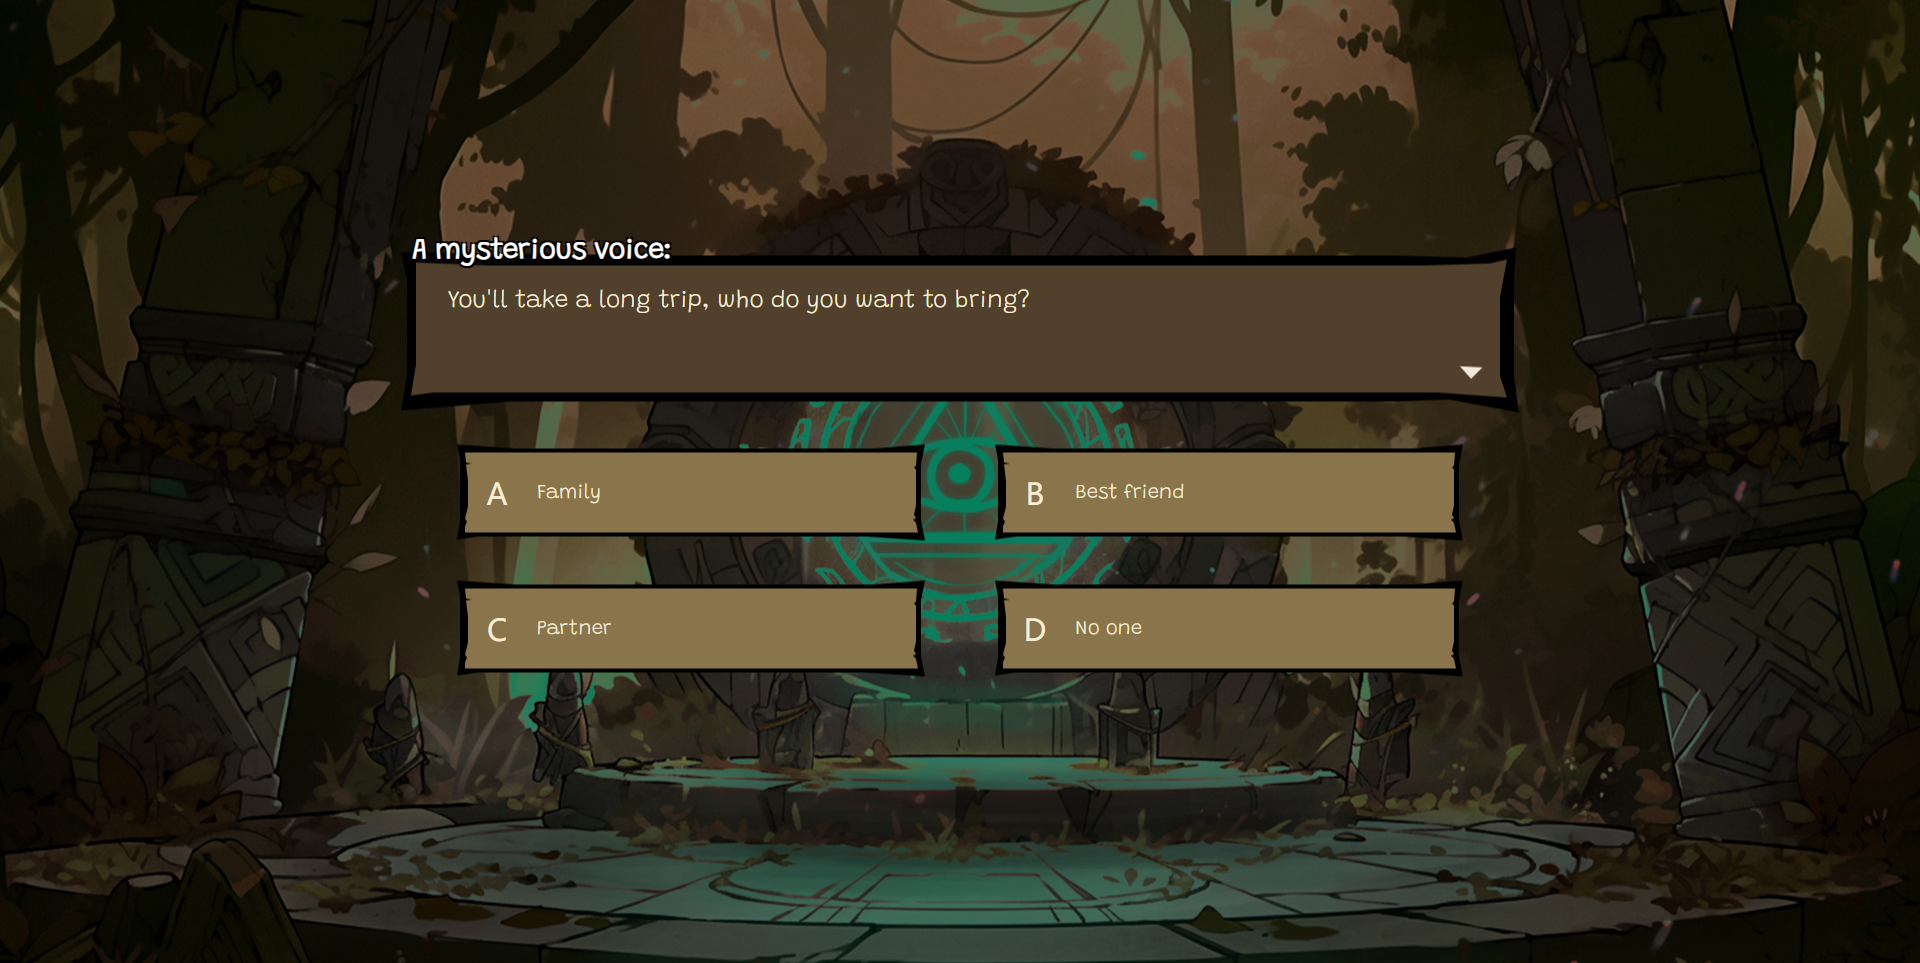 A mysterious voice:
You'll take a long trip, who do you want to bring?
A Family
B Best friend
C Partner
D No one